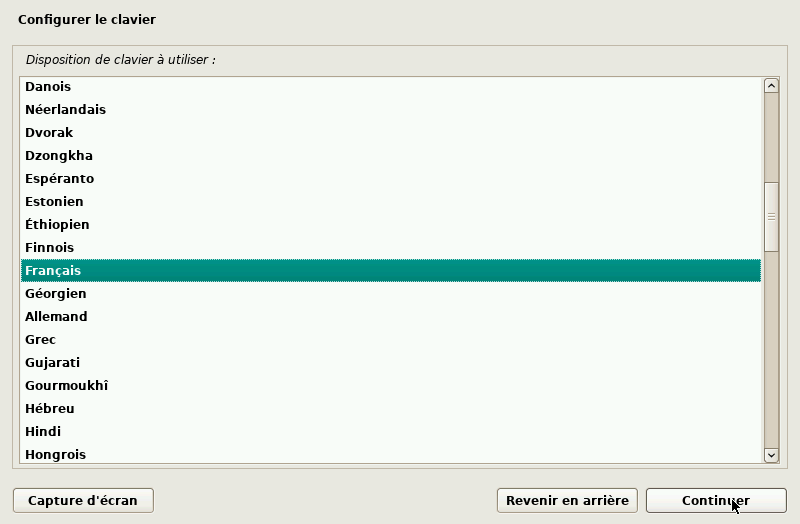 Configurer le clavier
Disposition de clavier à utiliser :
Danois
Néerlandais
Dvorak
Dzongkha
Espéranto
Estonien
Éthiopien
Finnois
Français
Géorgien
Allemand
Grec
Gujarati
Gourmoukhî
Hébreu
Hindi
Hongrois
Capture d'écran
Revenir en arrière
Continuer